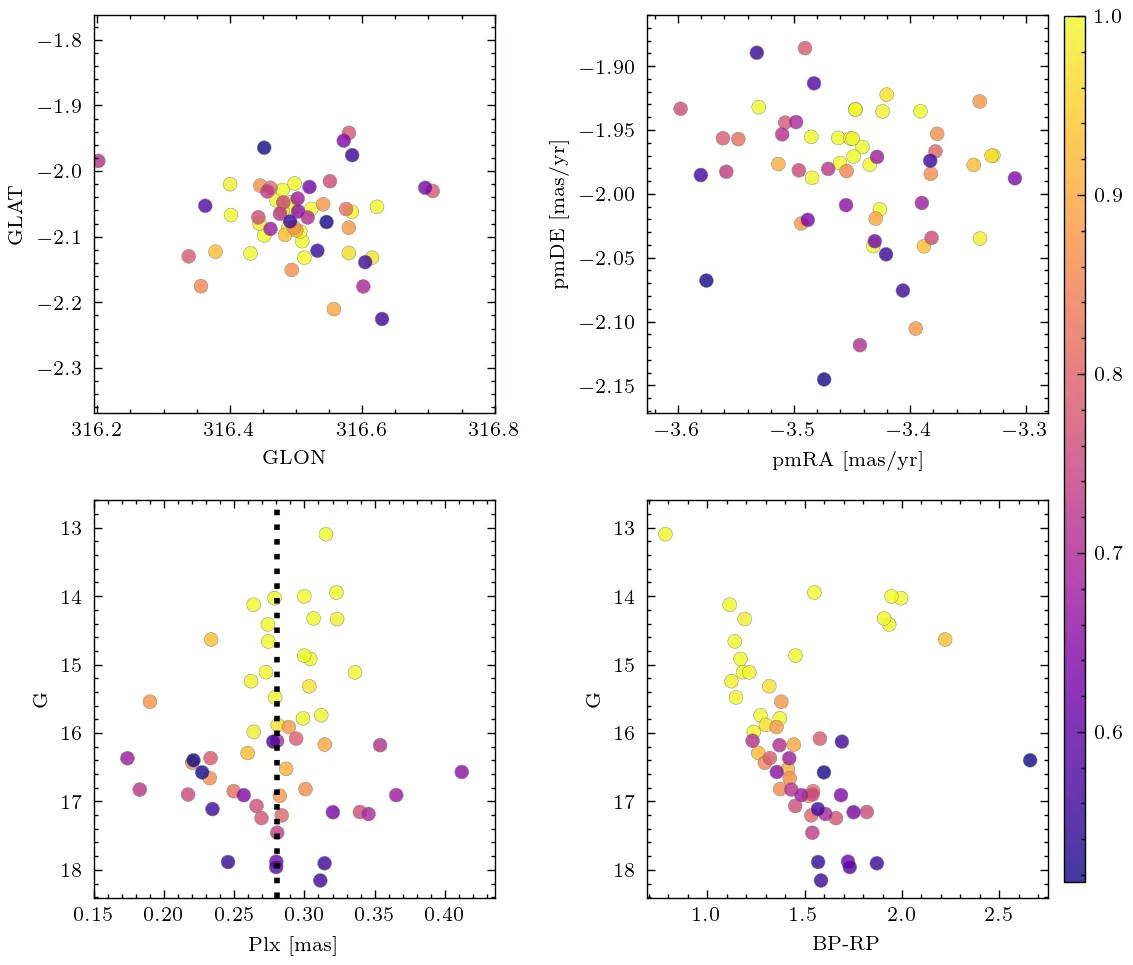 −1.8
−1.9
−2.0
−2.1
−2.2
−2.3
GLAT
316.2 316.4 316.6 316.8
GLON
−1.90
−1.95
−2.00
−2.05
−2.10
−2.15
pmDE [mas/yr]
−3.6 −3.5 −3.4 −3.3
pmRA [mas/yr]
1.0
0.9
0.8
0.7
0.6
13
14
15
16
17
18
G
0.15 0.20 0.25 0.30 0.35 0.40
Plx [mas]
13
14
15
16
17
18
G
1.0 1.5 2.0 2.5
BP-RP